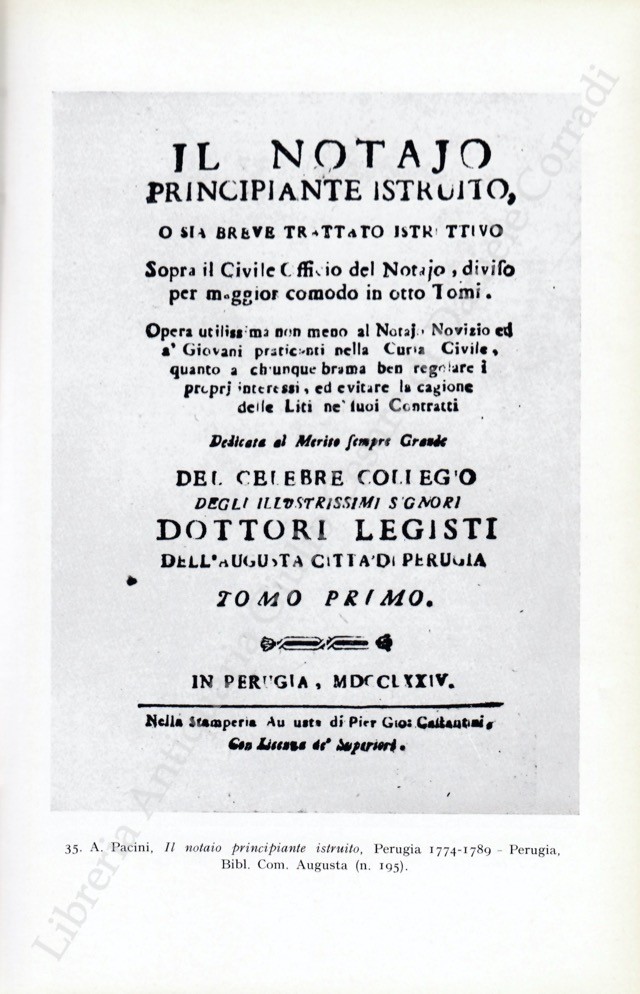 IL NOTAJO
PRINCIPIANTE ISTRUITO,
O SIA BREVE TRATTATO ISTRUTTIVO
Sopra il Civile Officio del Notajo, diviso
per maggior comodo in otto Tomi.
Opera utilissima non meno al Notajo Novizio ed
a' Giovani praticanti nella Curia Civile,
quanto a chiunque brama ben regolare i
proprj interessi, ed evitare la cagione
delle Liti ne' suoi Contratti
Dedicata al Merito sempre Grande
DEL CELEBRE COLLEGIO
DEGLI ILLUSTRISSIMI SIGNORI
DOTTORI LEGISTI
DELL'AUGUSTA CITTA' DI PERUGIA
TOMO PRIMO.
IN PERUGIA, MDCCLXXIV.
Nella Stamperia Augusta di Pier Gio: Costantini,
Con Licenza de' Superiori.
35. A. Pacini, Il notaio principiante istruito, Perugia 1774-1789 - Perugia,
Bibl. Com. Augusta (n. 195).